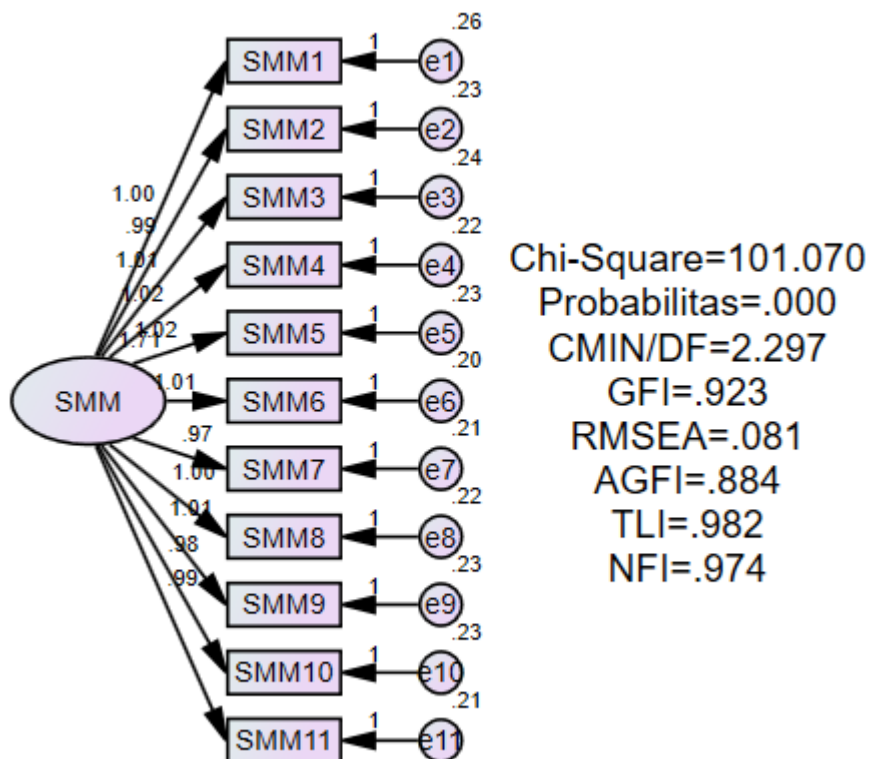 .26
SMM1
1
e1
.23
SMM2
1
e2
.24
SMM3
1
e3
.22
SMM4
1
e4
.23
SMM5
1
e5
.20
SMM6
1
e6
.21
SMM7
1
e7
.22
SMM8
1
e8
.23
SMM9
1
e9
.23
SMM10
1
e10
.21
SMM11
1
e11
1.00
.99
1.01
1.02
1.02
1.71
1.01
SMM
.97
1.00
1.01
.98
.99
Chi-Square=101.070
Probabilitas=.000
CMIN/DF=2.297
GFI=.923
RMSEA=.081
AGFI=.884
TLI=.982
NFI=.974